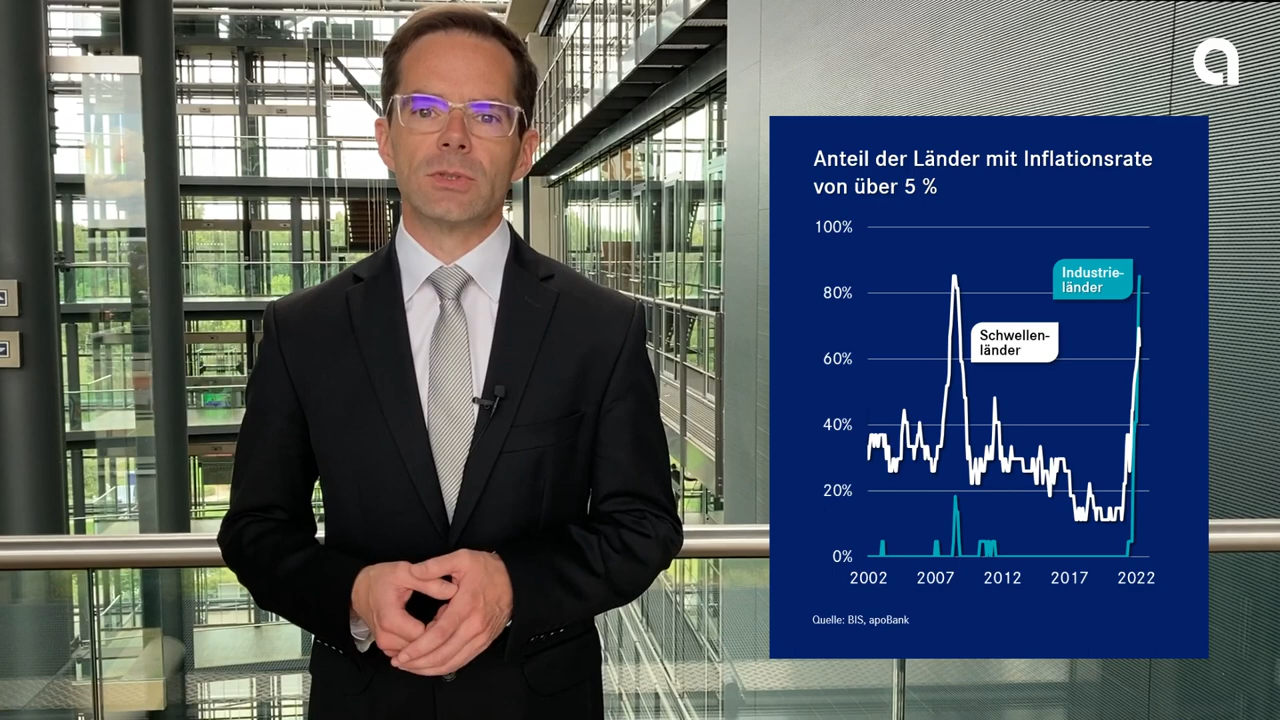 Anteil der Länder mit Inflationsrate
von über 5 %
100%
80%
60%
40%
20%
0%
Industrie-
länder
Schwellen-
länder
2002 2007 2012 2017 2022
Quelle: BIS, apoBank